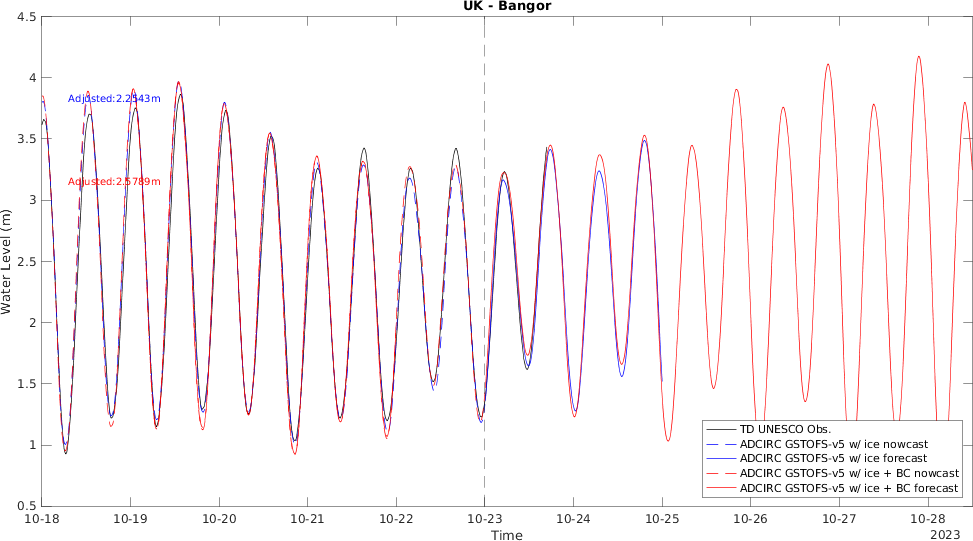 UK - Bangor
4.5
4
3.5
3
2.5
2
1.5
1
0.5
Water Level (m)
Adjusted:2.2543m
Adjusted:2.5789m
TD UNESCO Obs.
ADCIRC GSTOFS-v5 w/ ice nowcast
ADCIRC GSTOFS-v5 w/ ice forecast
ADCIRC GSTOFS-v5 w/ ice + BC nowcast
ADCIRC GSTOFS-v5 w/ ice + BC forecast
10-18 10-19 10-20 10-21 10-22 10-23 10-24 10-25 10-26 10-27 10-28
Time
2023